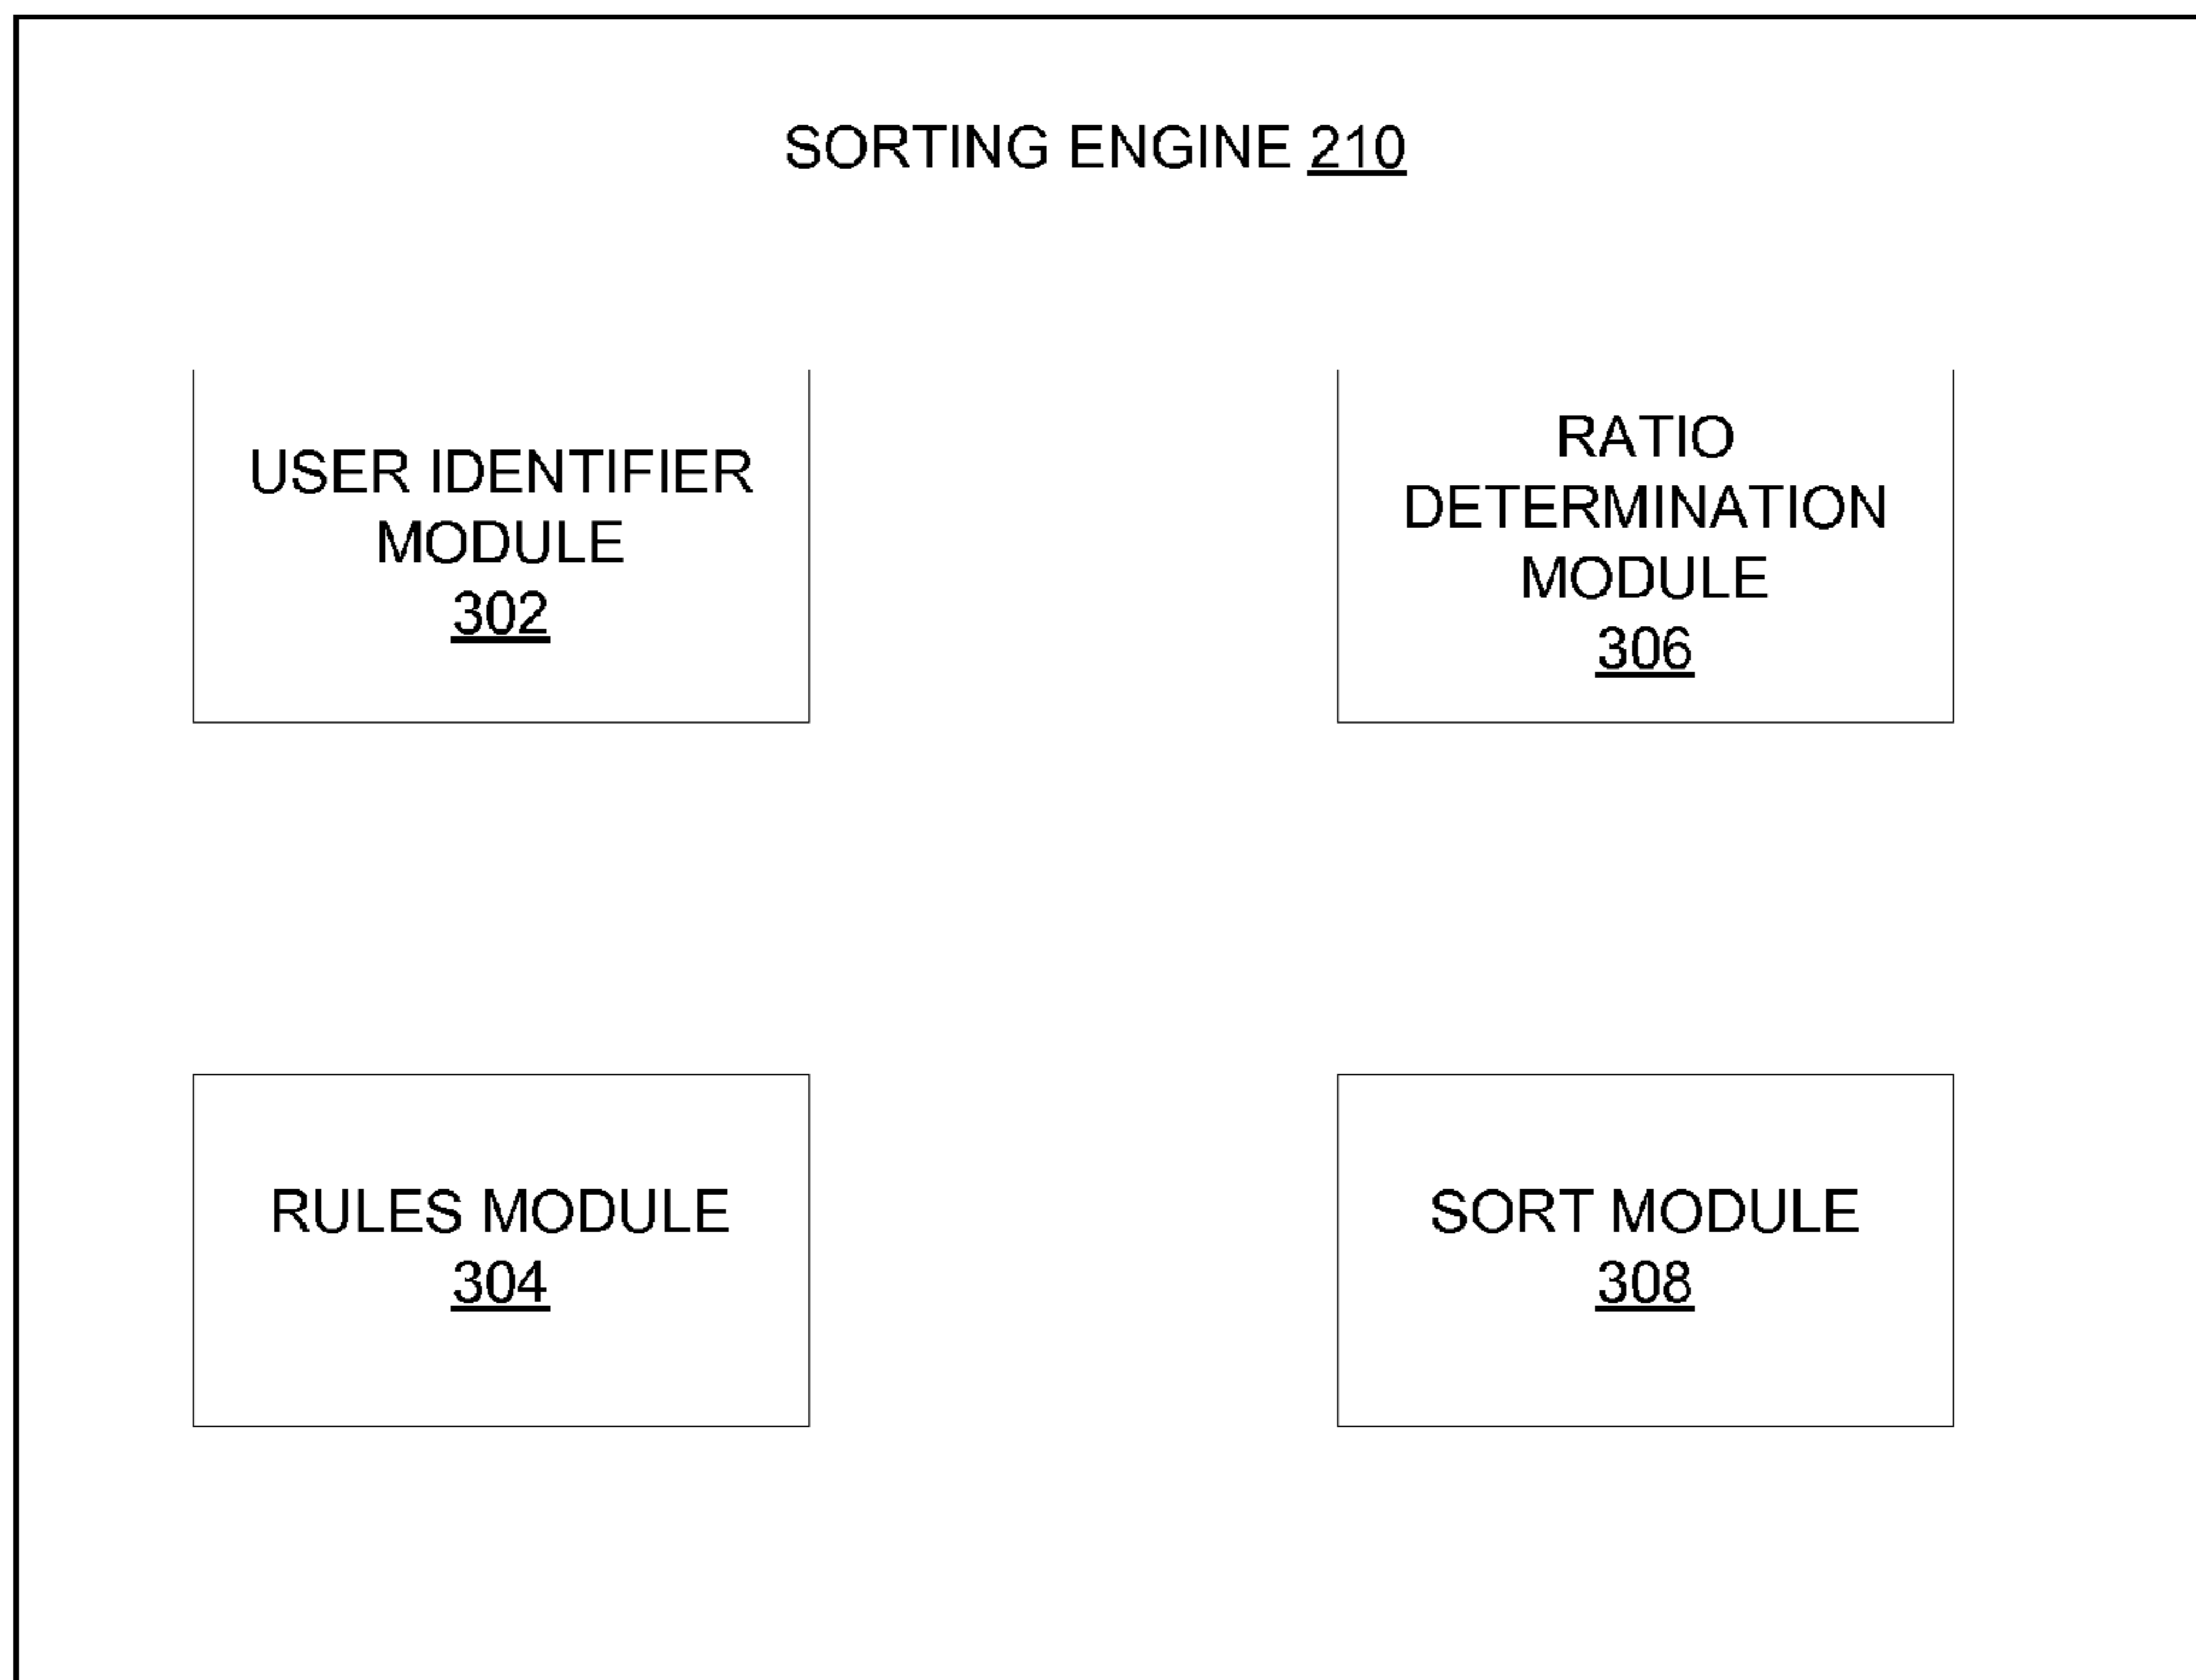 SORTING ENGINE 210
USER IDENTIFIER
MODULE
302
RATIO
DETERMINATION
MODULE
306
RULES MODULE
304
SORT MODULE
308